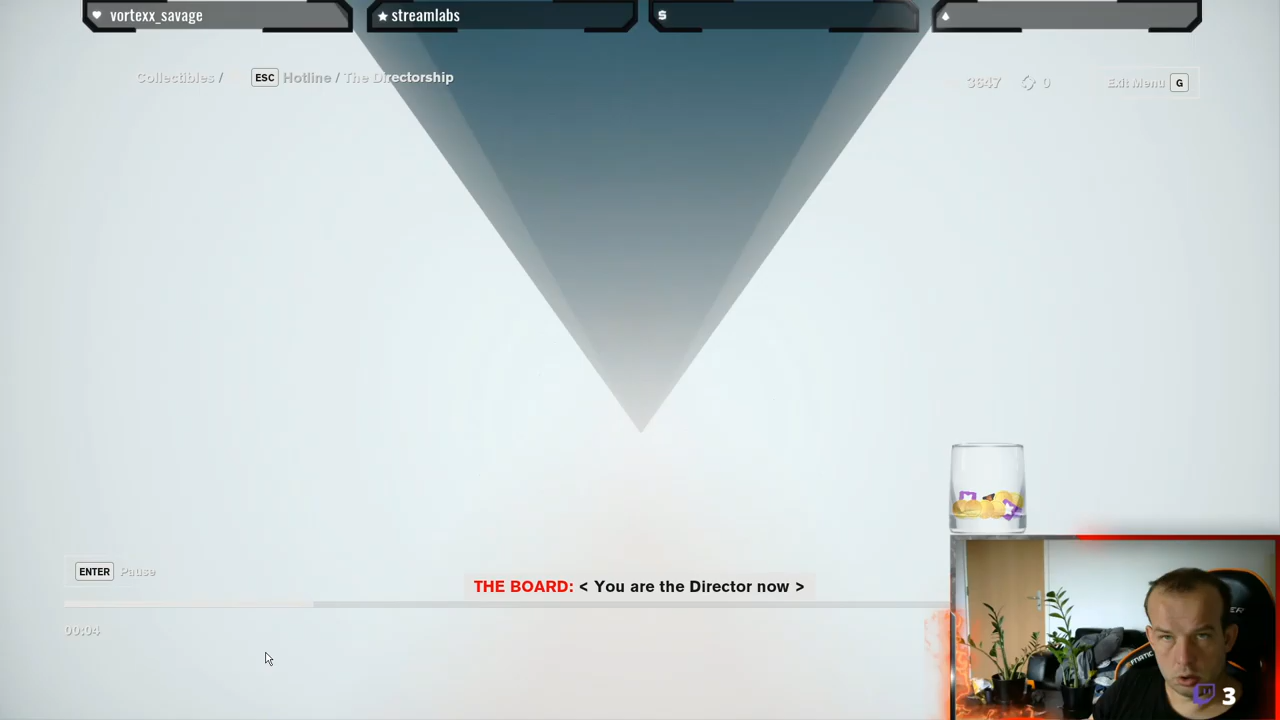 vortexx_savage
streamlabs
Collectibles / ESC Hotline / The Directorship
3647
0
Exit Menu G
ENTER Pause
THE BOARD: < You are the Director now >
00:04
FNATIC
3